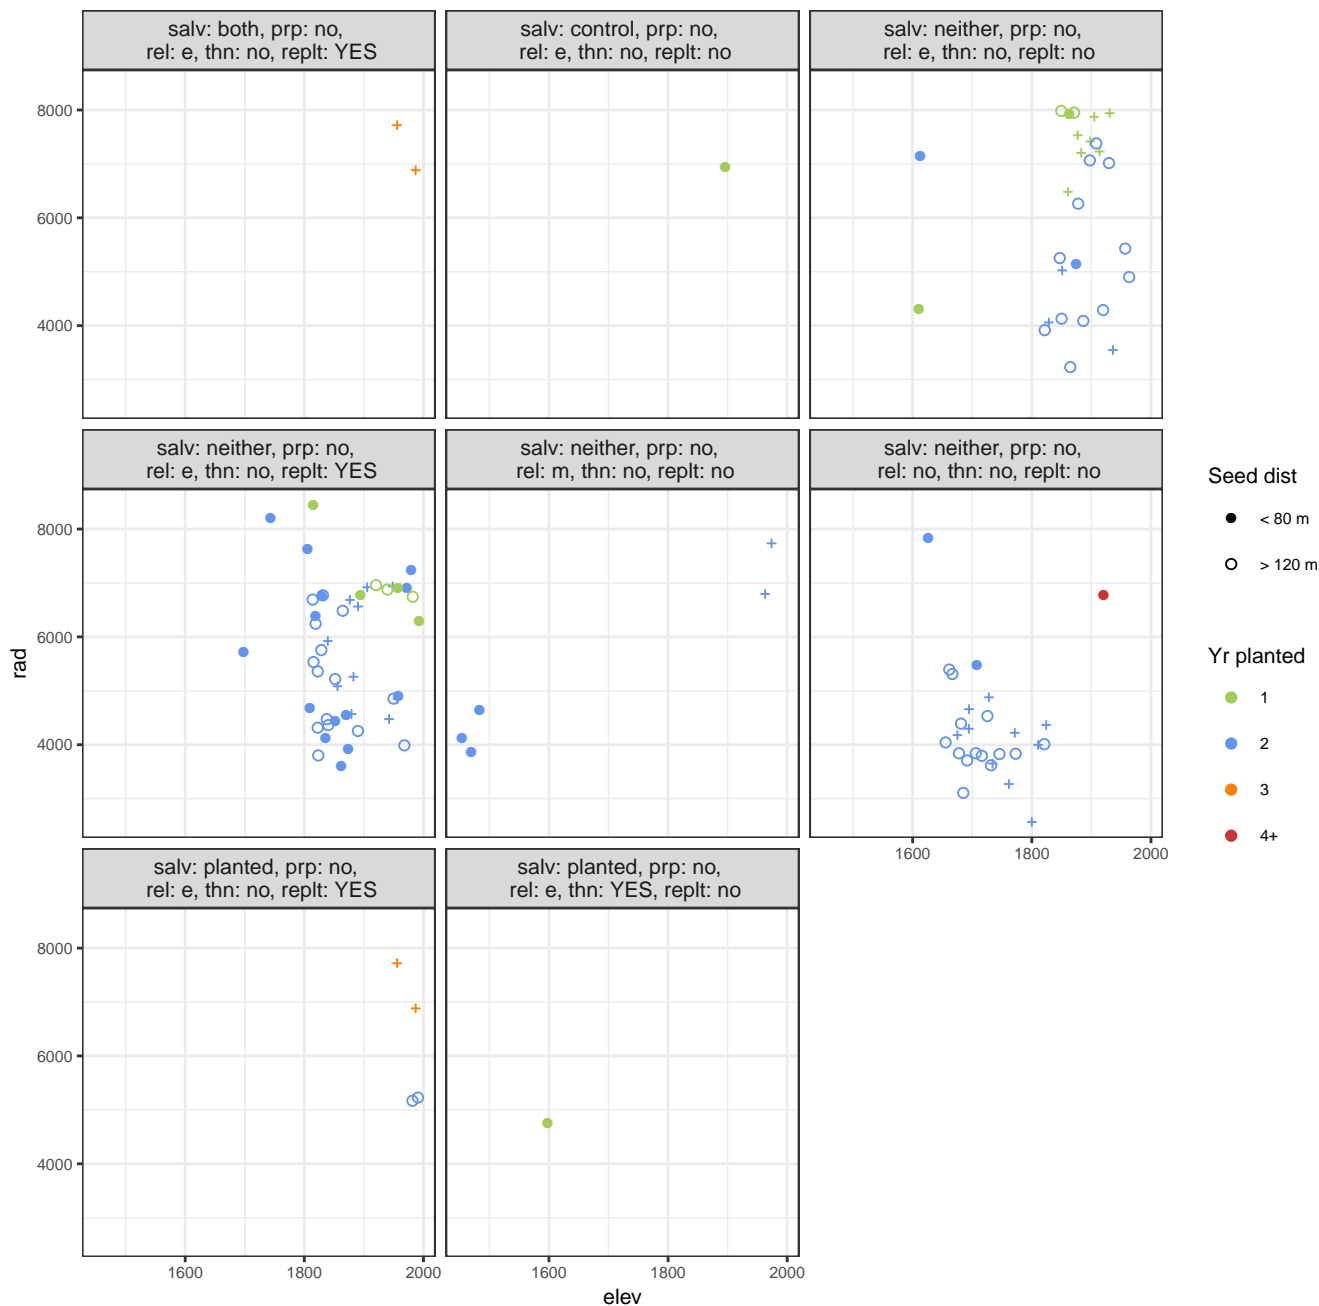 salv: both, prp: no,
rel: e, thn: no, replt: YES
salv: control, prp: no,
rel: e, thn: no, replt: no
salv: neither, prp: no,
rel: e, thn: no, replt: no
8000
6000
4000
salv: neither, prp: no,
rel: e, thn: no, replt: YES
salv: neither, prp: no,
rel: m, thn: no, replt: no
salv: neither, prp: no,
rel: no, thn: no, replt: no
8000
6000
4000
1600
1800
2000
salv: planted, prp: no,
rel: e, thn: no, replt: YES
salv: planted, prp: no,
rel: e, thn: YES, replt: no
8000
6000
4000
1600
1800
2000
1600
1800
2000
elev
rad
Seed dist
< 80 m
> 120 m
Yr planted
1
2
3
4+